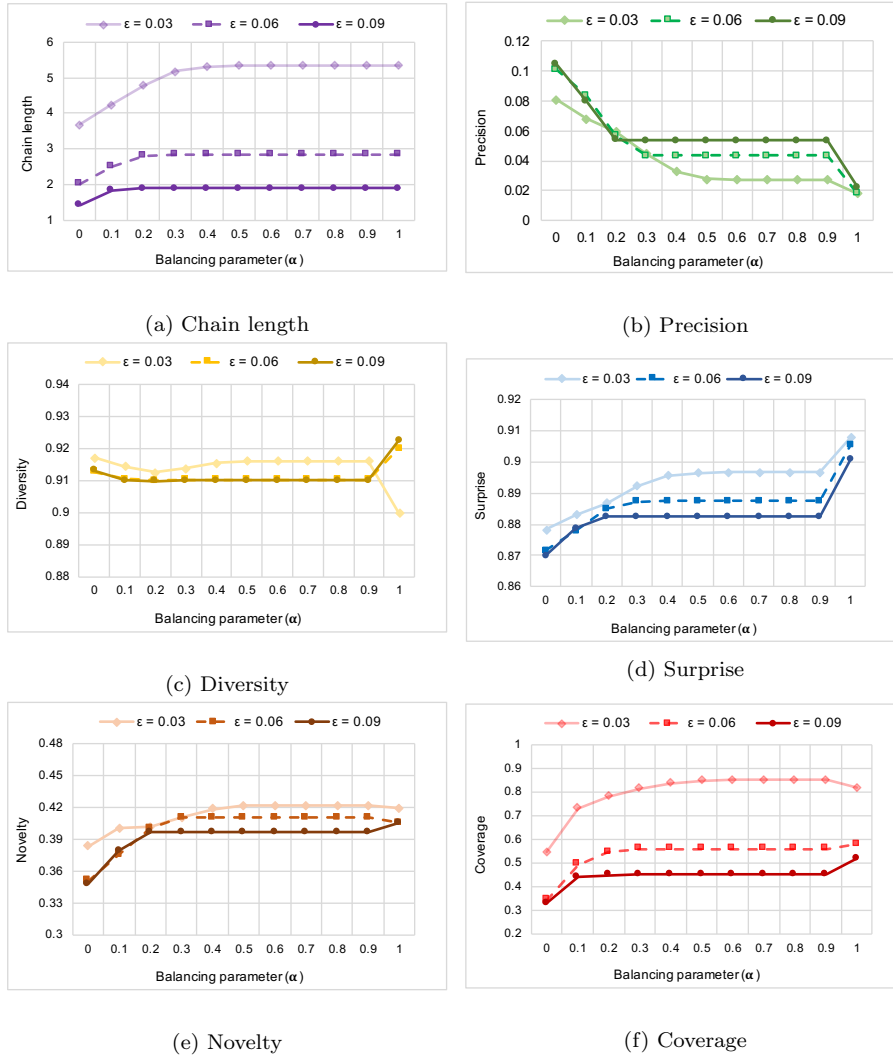 ε = 0.03 ε = 0.06 ε = 0.09
6
5
4
3
2
1
Chain length
0 0.1 0.2 0.3 0.4 0.5 0.6 0.7 0.8 0.9 1
Balancing parameter (α)
(a) Chain length
ε = 0.03 ε = 0.06 ε = 0.09
0.12
0.1
0.08
0.06
0.04
0.02
0
Precision
0 0.1 0.2 0.3 0.4 0.5 0.6 0.7 0.8 0.9 1
Balancing parameter (α)
(b) Precision
ε = 0.03 ε = 0.06 ε = 0.09
0.94
0.93
0.92
0.91
0.9
0.89
0.88
Diversity
0 0.1 0.2 0.3 0.4 0.5 0.6 0.7 0.8 0.9 1
Balancing parameter (α)
(c) Diversity
ε = 0.03 ε = 0.06 ε = 0.09
0.92
0.91
0.9
0.89
0.88
0.87
0.86
Surprise
0 0.1 0.2 0.3 0.4 0.5 0.6 0.7 0.8 0.9 1
Balancing parameter (α)
(d) Surprise
ε = 0.03 ε = 0.06 ε = 0.09
0.48
0.45
0.42
0.39
0.36
0.33
0.3
Novelty
0 0.1 0.2 0.3 0.4 0.5 0.6 0.7 0.8 0.9 1
Balancing parameter (α)
(e) Novelty
ε = 0.03 ε = 0.06 ε = 0.09
1
0.9
0.8
0.7
0.6
0.5
0.4
0.3
0.2
Coverage
0 0.1 0.2 0.3 0.4 0.5 0.6 0.7 0.8 0.9 1
Balancing parameter (α)
(f) Coverage